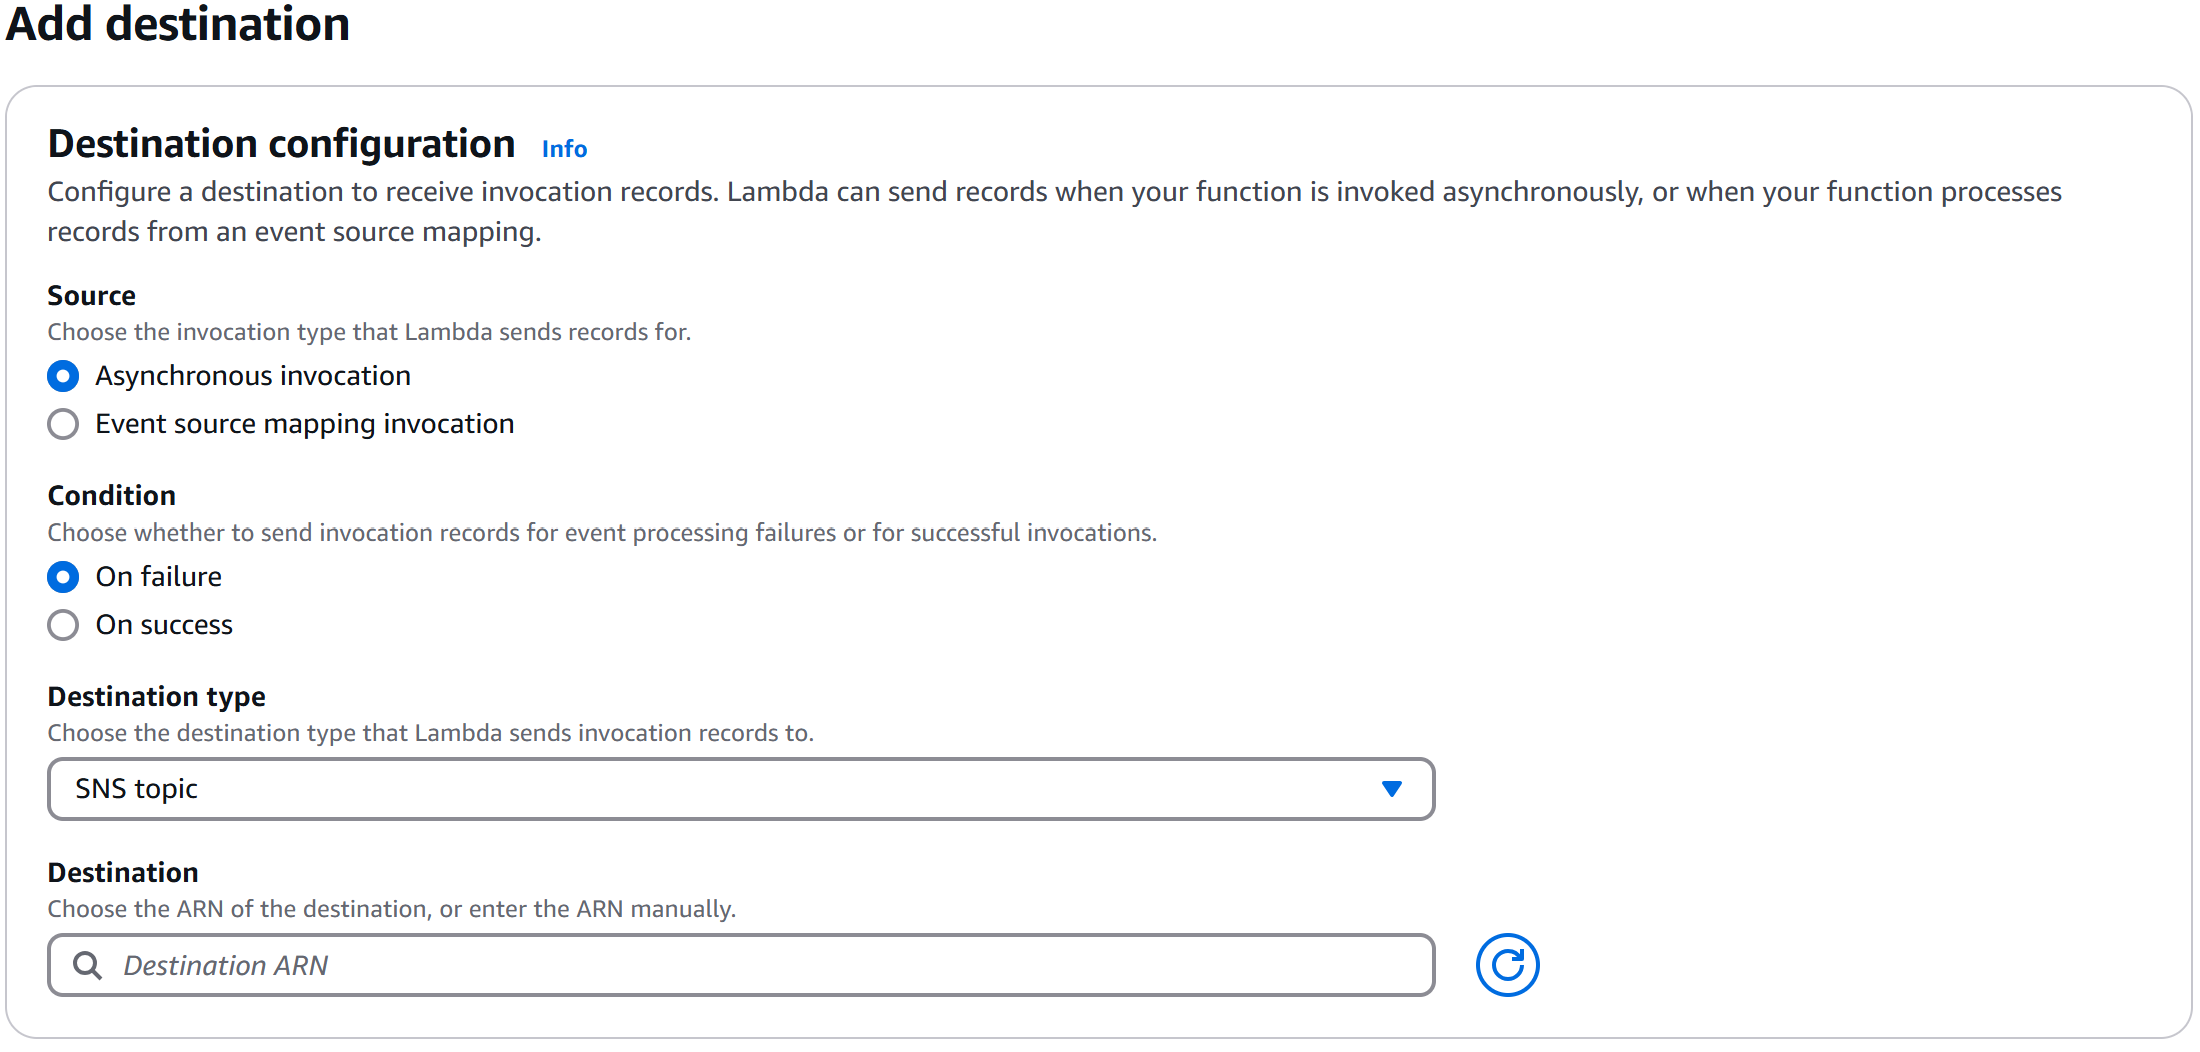 Add destination
Destination configuration Info
Configure a destination to receive invocation records. Lambda can send records when your function is invoked asynchronously, or when your function processes
records from an event source mapping.
Source
Choose the invocation type that Lambda sends records for.
Asynchronous invocation
Event source mapping invocation
Condition
Choose whether to send invocation records for event processing failures or for successful invocations.
On failure
On success
Destination type
Choose the destination type that Lambda sends invocation records to.
SNS topic
Destination
Choose the ARN of the destination, or enter the ARN manually.
Destination ARN